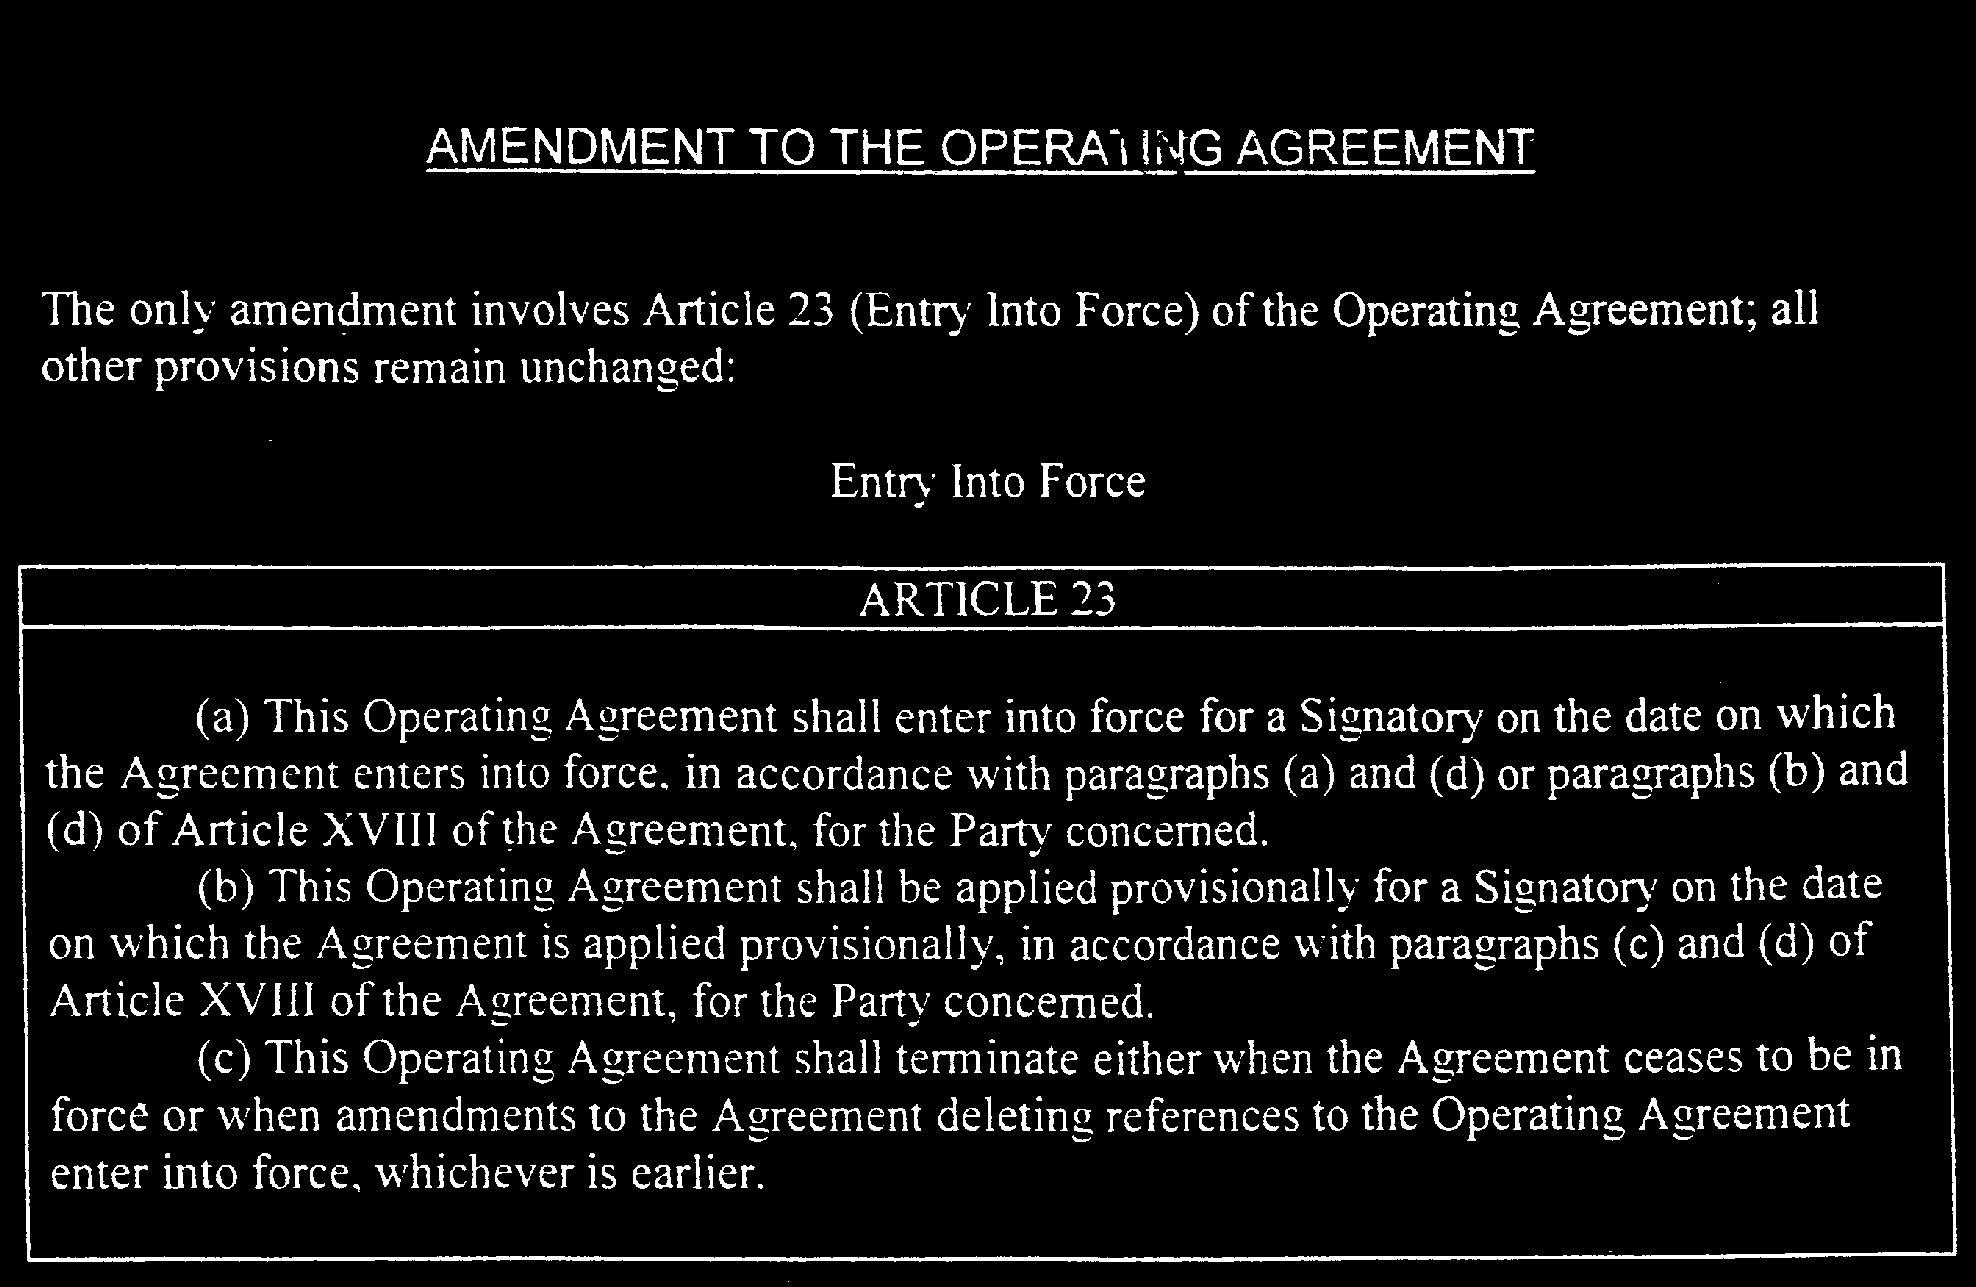 AMENDMENT TO THE OPERATING AGREEMENT
The only amendment involves Article 23 (Entry Into Force) of the Operating Agreement; all
other provisions remain unchanged:
Entry Into Force
ARTICLE 23
(a) This Operating Agreement shall enter into force for a Signatory on the date on which
the Agreement enters into force, in accordance with paragraphs (a) and (d) or paragraphs (b) and
(d) of Article XVIII of the Agreement, for the Party concerned.
(b) This Operating Agreement shall be applied provisionally for a Signatory on the date
on which the Agreement is applied provisionally, in accordance with paragraphs (c) and (d) of
Article XVIII of the Agreement, for the Party concerned.
(c) This Operating Agreement shall terminate either when the Agreement ceases to be in
force or when amendments to the Agreement deleting references to the Operating Agreement
enter into force, whichever is earlier.